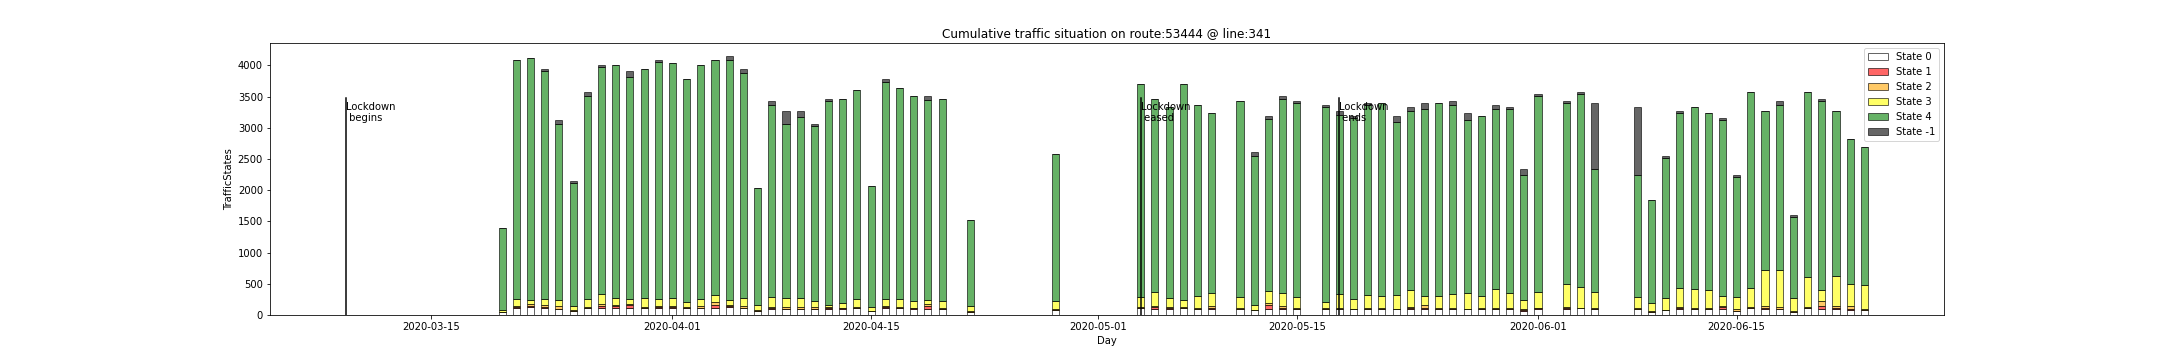 Cumulative traffic situation on route:53444 @ line:341
TrafficStates
4000
3500
3000
2500
2000
1500
1000
500
0
Lockdown
begins
Lockdown
eased
Lockdown
ends
State 0
State 1
State 2
State 3
State 4
State -1
2020-03-15
2020-04-01
2020-04-15
2020-05-01
2020-05-15
2020-06-01
2020-06-15
Day